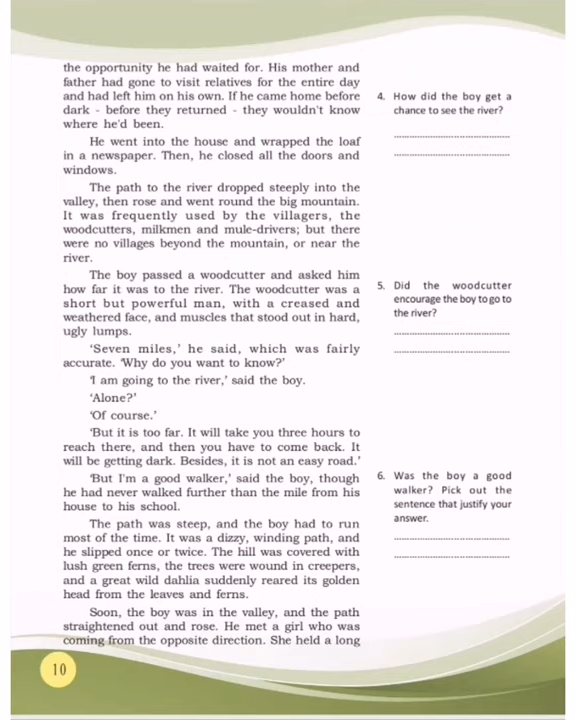 the opportunity he had waited for. His mother and
father had gone to visit relatives for the entire day
and had left him on his own. If he came home before
dark - before they returned - they wouldn't know
where he'd been.
He went into the house and wrapped the loaf
in a newspaper. Then, he closed all the doors and
windows.
The path to the river dropped steeply into the
valley, then rose and went round the big mountain.
It was frequently used by the villagers, the
woodcutters, milkmen and mule-drivers; but there
were no villages beyond the mountain, or near the
river.
The boy passed a woodcutter and asked him
how far it was to the river. The woodcutter was a
short but powerful man, with a creased and
weathered face, and muscles that stood out in hard,
ugly lumps.
‘Seven miles,’ he said, which was fairly
accurate. ‘Why do you want to know?’
‘I am going to the river,’ said the boy.
‘Alone?’
‘Of course.’
‘But it is too far. It will take you three hours to
reach there, and then you have to come back. It
will be getting dark. Besides, it is not an easy road.’
‘But I'm a good walker,’ said the boy, though
he had never walked further than the mile from his
house to his school.
The path was steep, and the boy had to run
most of the time. It was a dizzy, winding path, and
he slipped once or twice. The hill was covered with
lush green ferns, the trees were wound in creepers,
and a great wild dahlia suddenly reared its golden
head from the leaves and ferns.
Soon, the boy was in the valley, and the path
straightened out and rose. He met a girl who was
coming from the opposite direction. She held a long
4. How did the boy get a
chance to see the river?
5. Did the woodcutter
encourage the boy to go to
the river?
6. Was the boy a good
walker? Pick out the
sentence that justify your
answer.
10